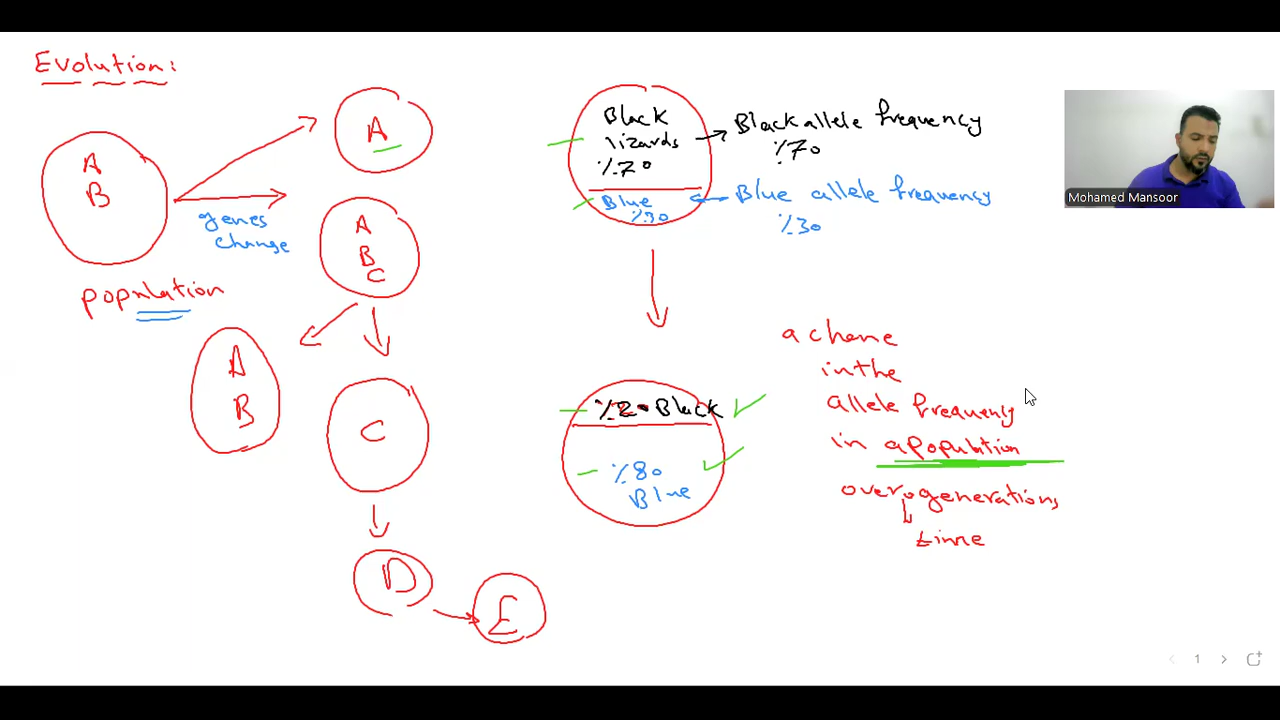 Evolution:
A
B
genes
change
population
A
A
B
C
A
B
C
D
E
Black
lizards
٪70
Blue
٪30
Black allele frequency
٪70
Blue allele frequency
٪30
٪20 Black
٪80
Blue
a chane
in the
allele frequency
in a popultion
over generations
time
Mohamed Mansoor
1